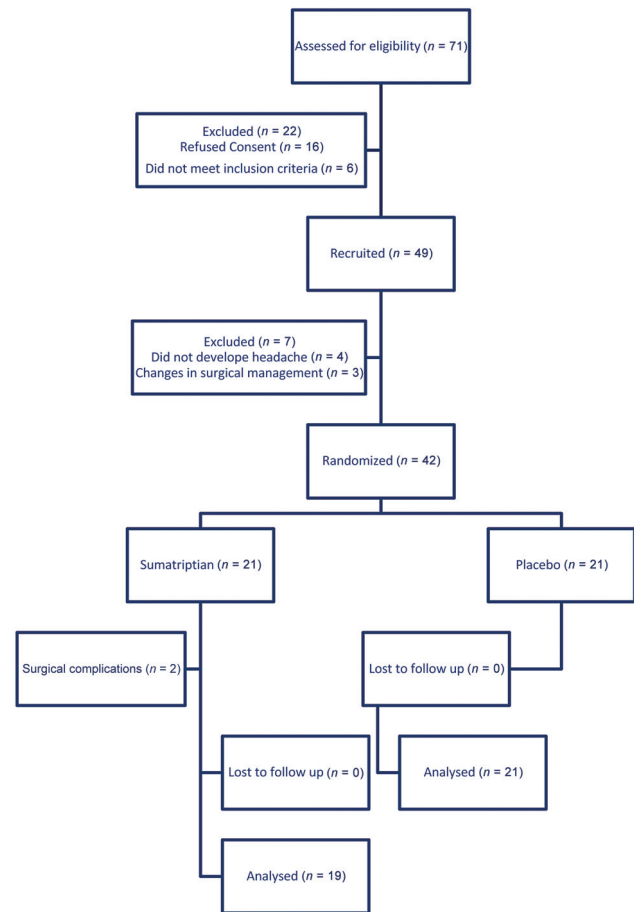 Assessed for eligibility (n = 71)
Excluded (n = 22)
Refused Consent (n = 16)
Did not meet inclusion criteria (n = 6)
Recruited (n = 49)
Excluded (n = 7)
Did not develope headache (n = 4)
Changes in surgical management (n = 3)
Randomized (n = 42)
Sumatriptian (n = 21)
Placebo (n = 21)
Surgical complications (n = 2)
Lost to follow up (n = 0)
Lost to follow up (n = 0)
Analysed (n = 21)
Analysed (n = 19)